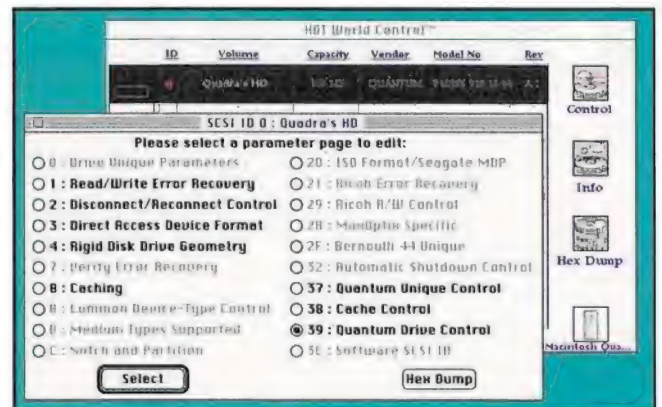 HDT World Control™
ID Volume Capacity Vendor Model No Rev
0 Quadra's HD QUANTUM
Control
Info
Hex Dump
SCSI ID 0 : Quadra's HD
Please select a parameter page to edit:
0 : Drive Unique Parameters
1 : Read/Write Error Recovery
2 : Disconnect/Reconnect Control
3 : Direct Access Device Format
4 : Rigid Disk Drive Geometry
7 : Verify Error Recovery
8 : Caching
: Common Device-Type Control
: Medium Types Supported
C : Notch and Partition
20 : ISO Format/Seagate MDP
21 : Ricoh Error Recovery
29 : Ricoh R/W Control
: MaxOptix Specific
2F : Bernoulli 44 Unique
32 : Automatic Shutdown Control
37 : Quantum Unique Control
38 : Cache Control
39 : Quantum Drive Control
3E : Software SCSI ID
Select
Hex Dump
Macintosh Qua...